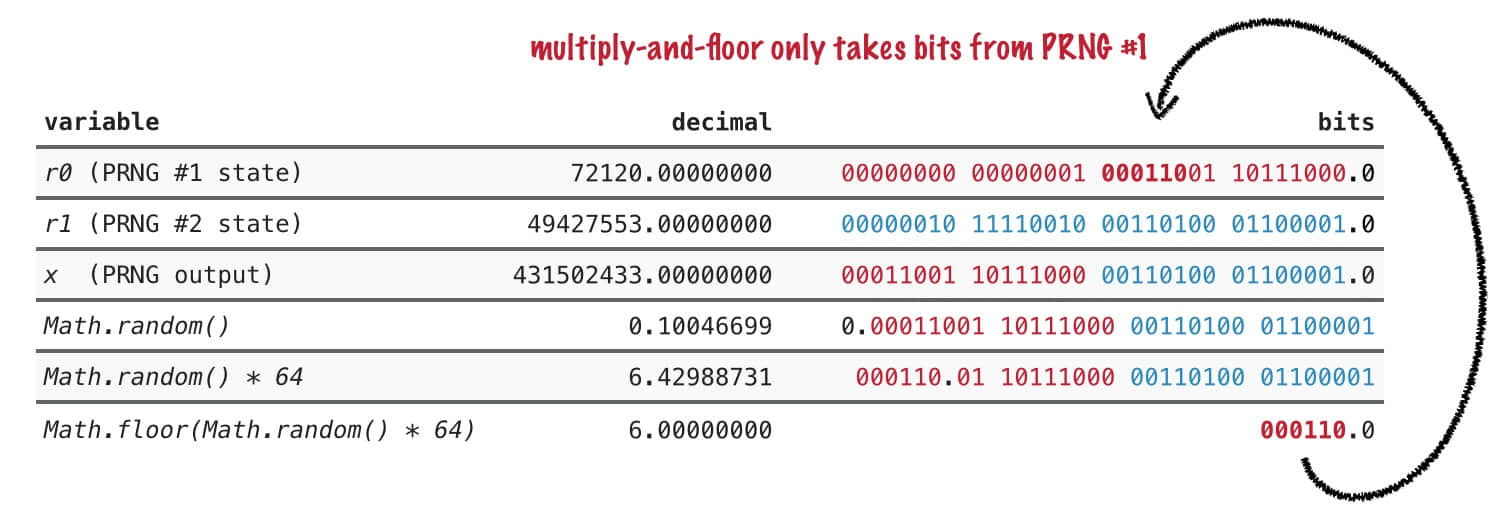 multiply-and-floor only takes bits from PRNG #1
variable decimal bits
r0 (PRNG #1 state) 72120.00000000 00000000 00000001 00011001 10111000.0
r1 (PRNG #2 state) 49427553.00000000 00000010 11110010 00110100 01100001.0
x (PRNG output) 431502433.00000000 00011001 10111000 00110100 01100001.0
Math.random() 0.10046699 0.00011001 10111000 00110100 01100001
Math.random() * 64 6.42988731 000110.01 10111000 00110100 01100001
Math.floor(Math.random() * 64) 6.00000000 000110.0